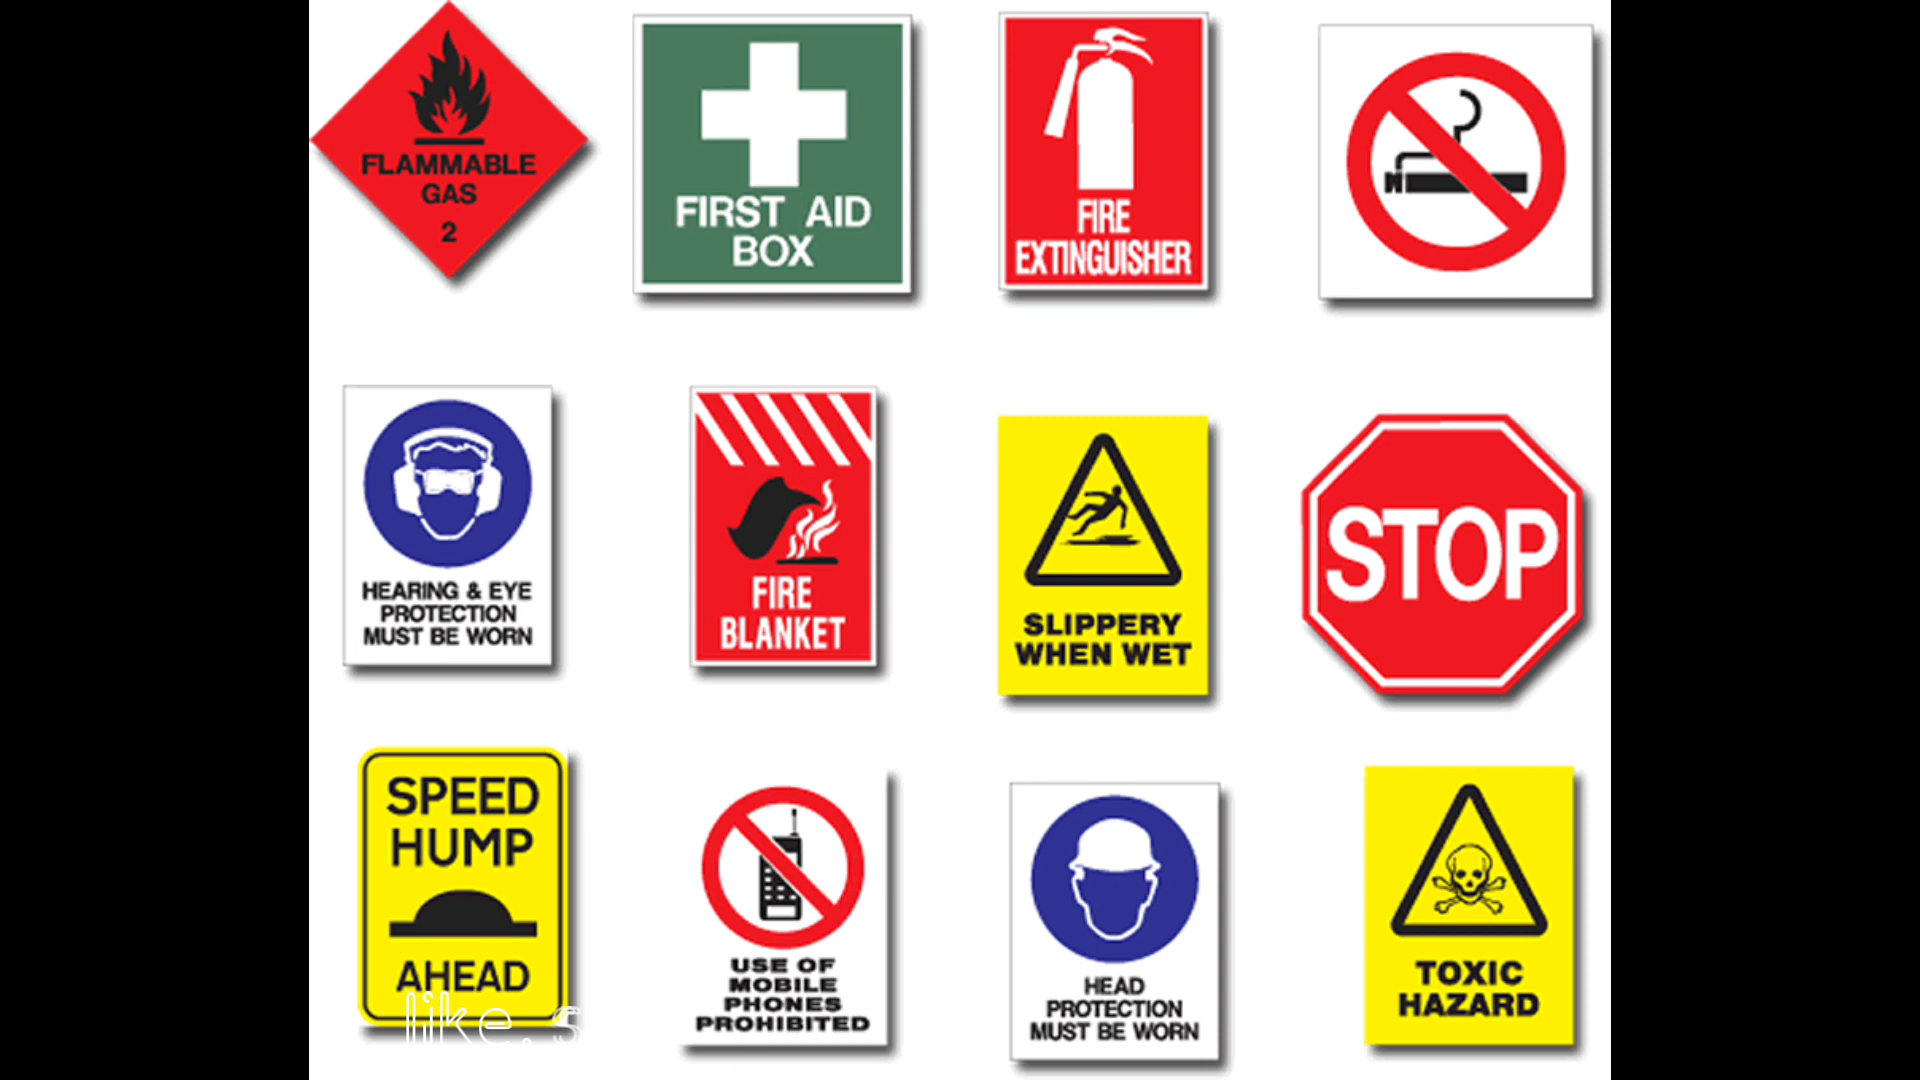 FLAMMABLE
GAS
2
FIRST AID
BOX
FIRE
EXTINGUISHER
HEARING & EYE
PROTECTION
MUST BE WORN
FIRE
BLANKET
SLIPPERY
WHEN WET
STOP
SPEED
HUMP
AHEAD
like, s
USE OF
MOBILE
PHONES
PROHIBITED
HEAD
PROTECTION
MUST BE WORN
TOXIC
HAZARD